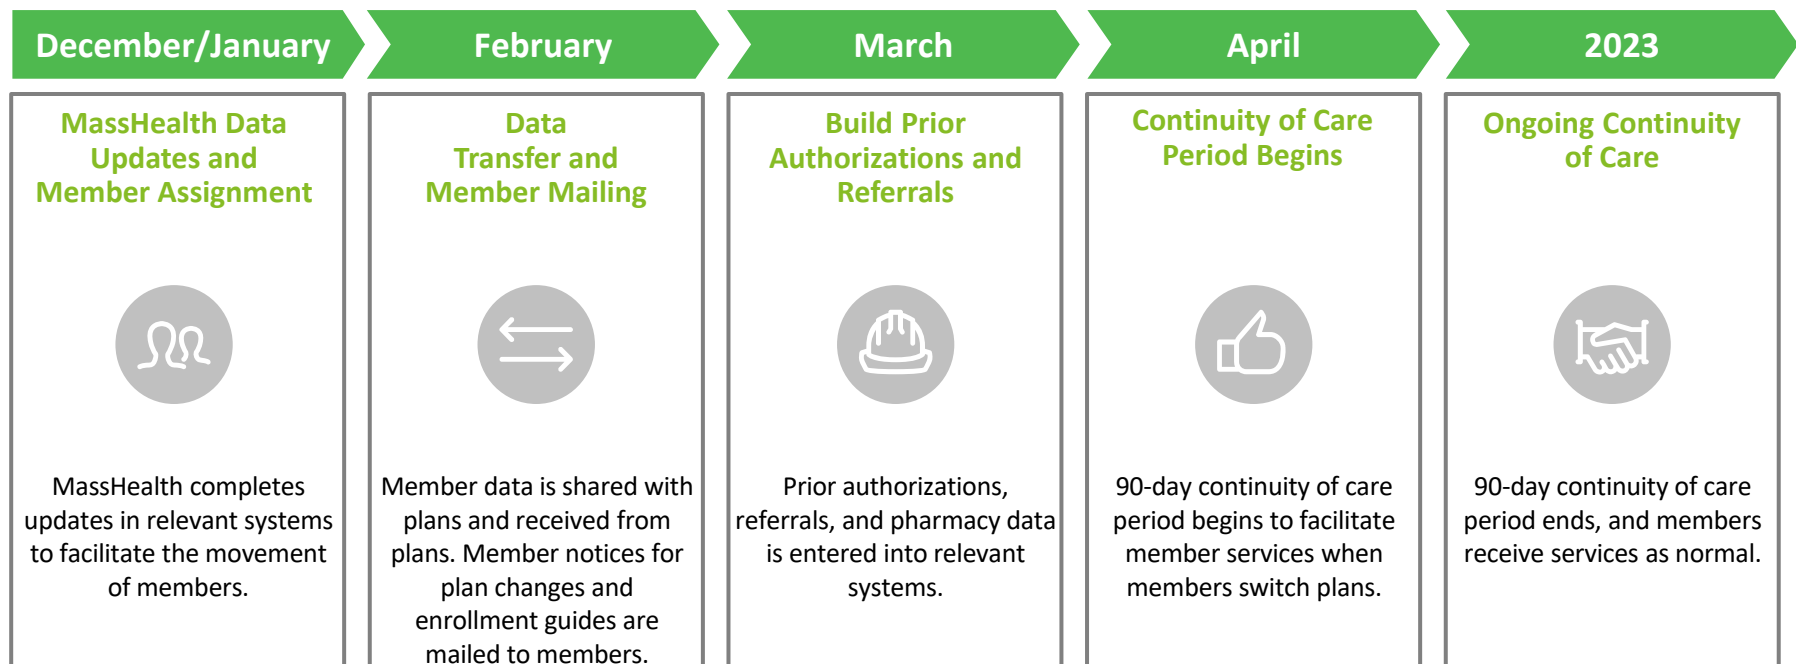 December/January
February
March
April
2023
MassHealth Data
Updates and
Member Assignment
MassHealth completes
updates in relevant systems
to facilitate the movement
of members.
Data
Transfer and
Member Mailing
Member data is shared with
plans and received from
plans. Member notices for
plan changes and
enrollment guides are
mailed to members.
Build Prior
Authorizations and
Referrals
Prior authorizations,
referrals, and pharmacy data
is entered into relevant
systems.
Continuity of Care
Period Begins
90-day continuity of care
period begins to facilitate
member services when
members switch plans.
Ongoing Continuity
of Care
90-day continuity of care
period ends, and members
receive services as normal.